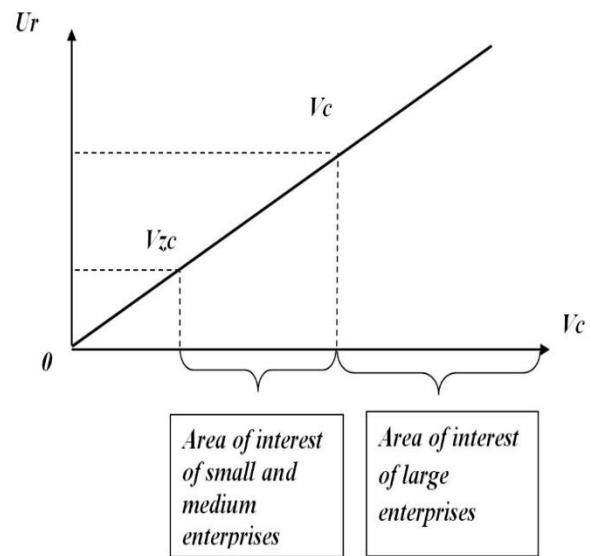 Ur
Vc
Vzc
Vc
0
Area of interest
of small and
medium
enterprises
Area of interest
of large
enterprises